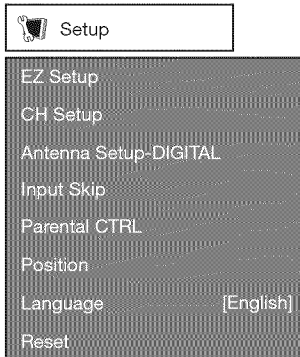 Setup
EZ Setup
CH Setup
Antenna Setup-DIGITAL
Input Skip
Parental CTRL
Position
Language [English]
Reset